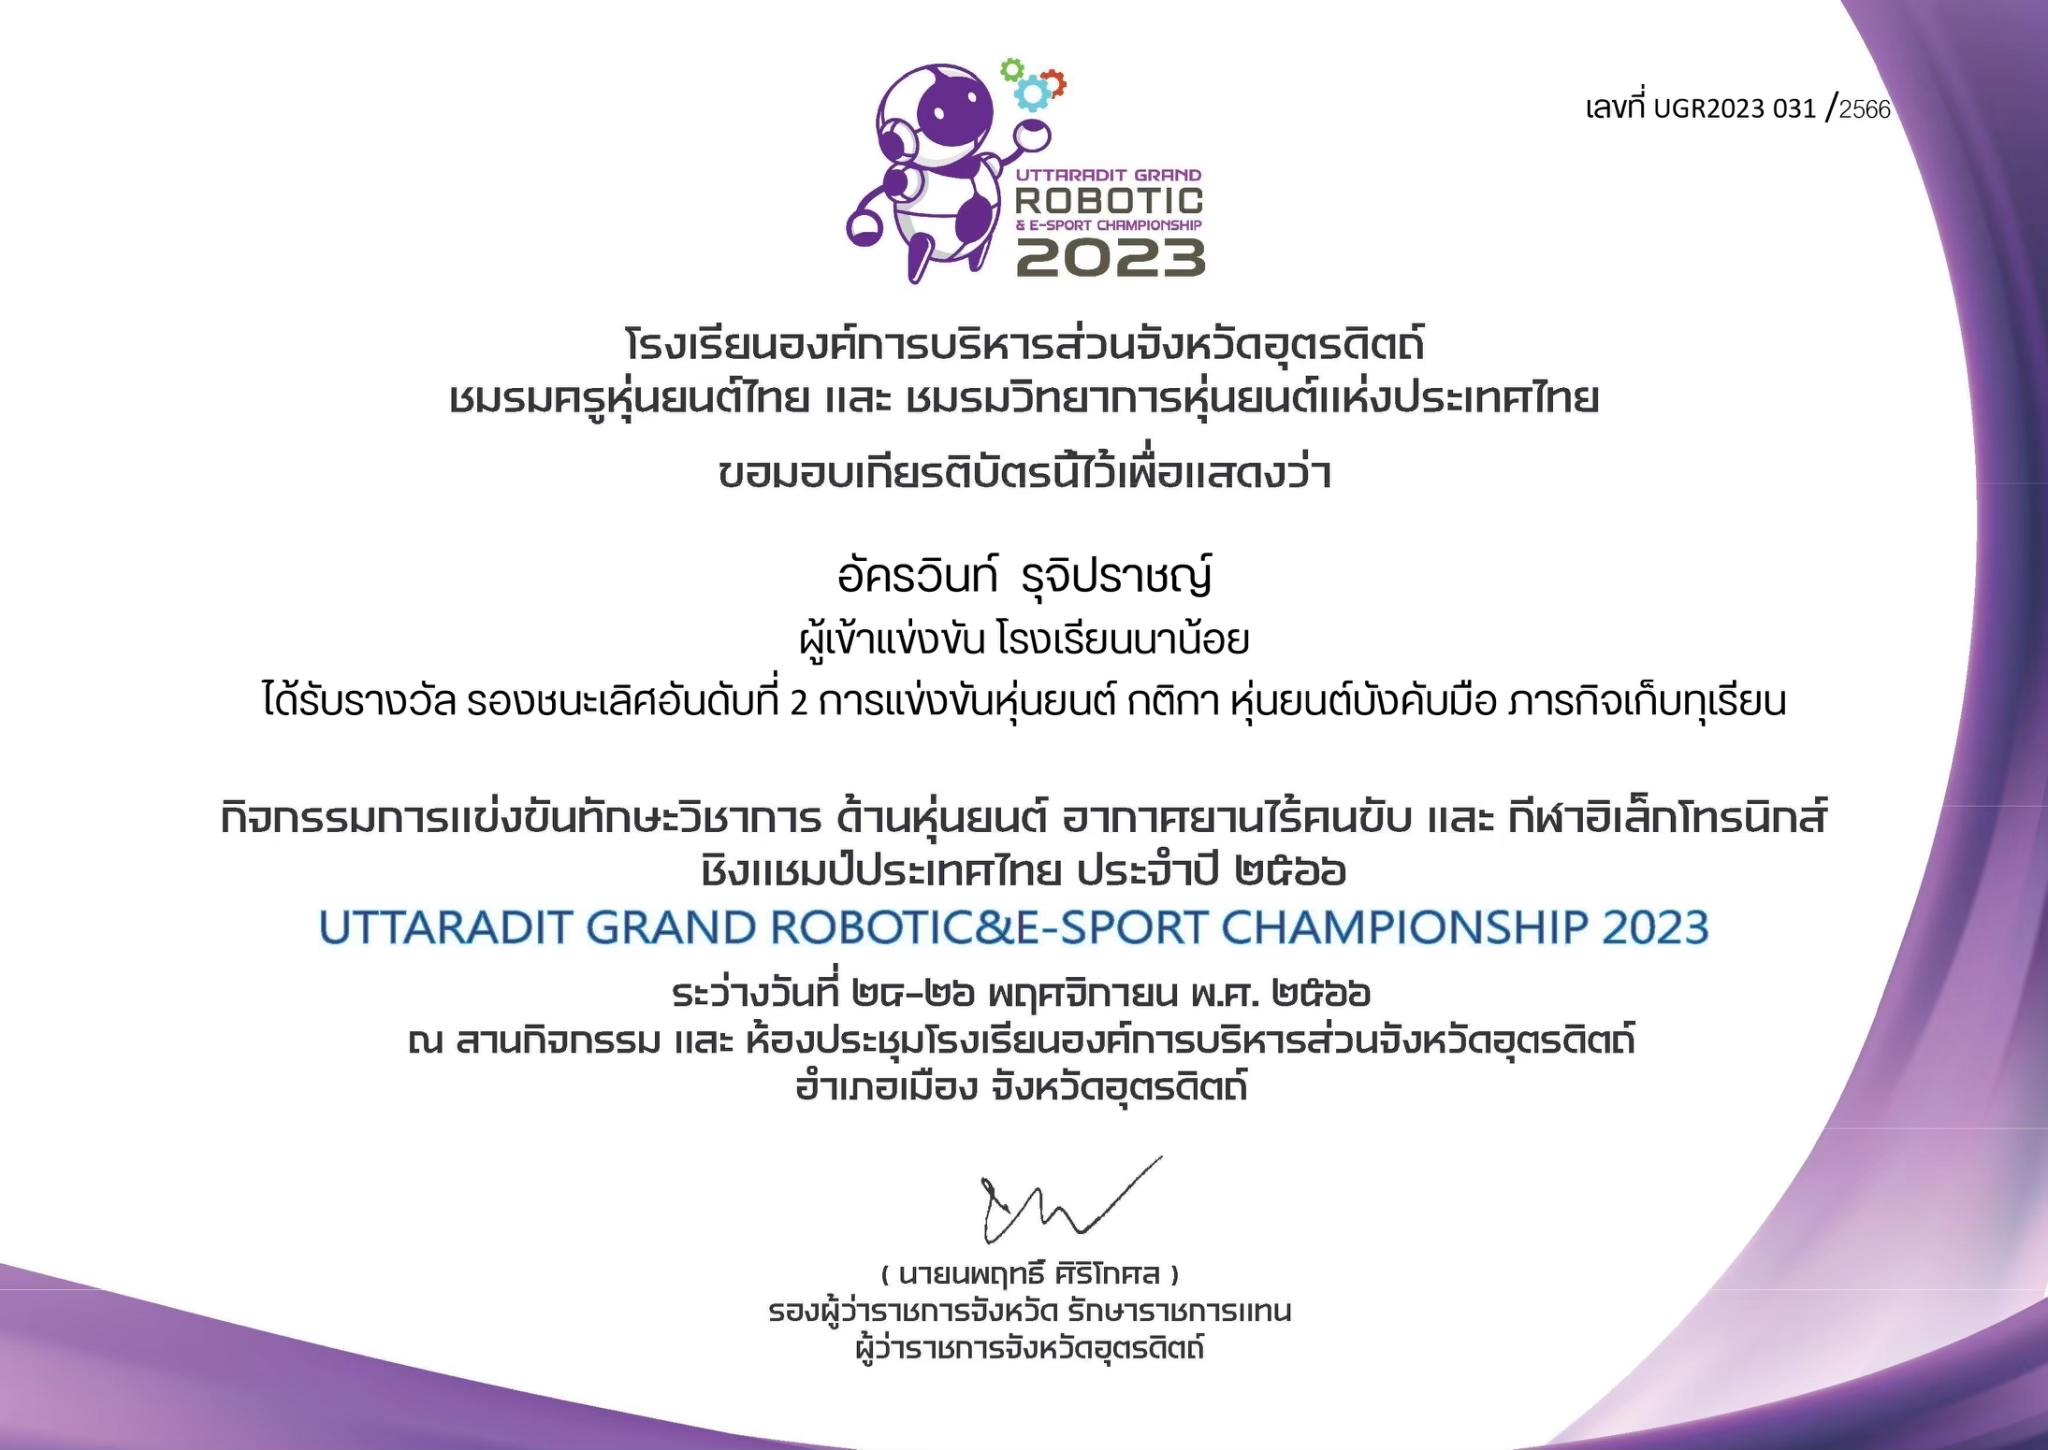 เลขที่ UGR2023 031 /2566
UTTARADIT GRAND
ROBOTIC
& E-SPORT CHAMPIONSHIP
2023
โรงเรียนองค์การบริหารส่วนจังหวัดอุตรดิตถ์
ชมรมครูหุ่นยนต์ไทย และ ชมรมวิทยาการหุ่นยนต์แห่งประเทศไทย
ขอมอบเกียรติบัตรนี้ไว้เพื่อแสดงว่า
อัครวินท์ รุจิปราชญ์
ผู้เข้าแข่งขัน โรงเรียนนาน้อย
ได้รับรางวัล รองชนะเลิศอันดับที่ 2 การแข่งขันหุ่นยนต์ กติกา หุ่นยนต์บังคับมือ ภารกิจเก็บทุเรียน
กิจกรรมการแข่งขันทักษะวิชาการ ด้านหุ่นยนต์ อากาศยานไร้คนขับ และ กีฬาอิเล็กโทรนิกส์
ชิงแชมป์ประเทศไทย ประจำปี ๒๕๖๖
UTTARADIT GRAND ROBOTIC&E-SPORT CHAMPIONSHIP 2023
ระว่างวันที่ ๒๔-๒๖ พฤศจิกายน พ.ศ. ๒๕๖๖
ณ ลานกิจกรรม และ ห้องประชุมโรงเรียนองค์การบริหารส่วนจังหวัดอุตรดิตถ์
อำเภอเมือง จังหวัดอุตรดิตถ์
( นายนพฤทธิ์ ศิริโกศล )
รองผู้ว่าราชการจังหวัด รักษาราชการแทน
ผู้ว่าราชการจังหวัดอุตรดิตถ์